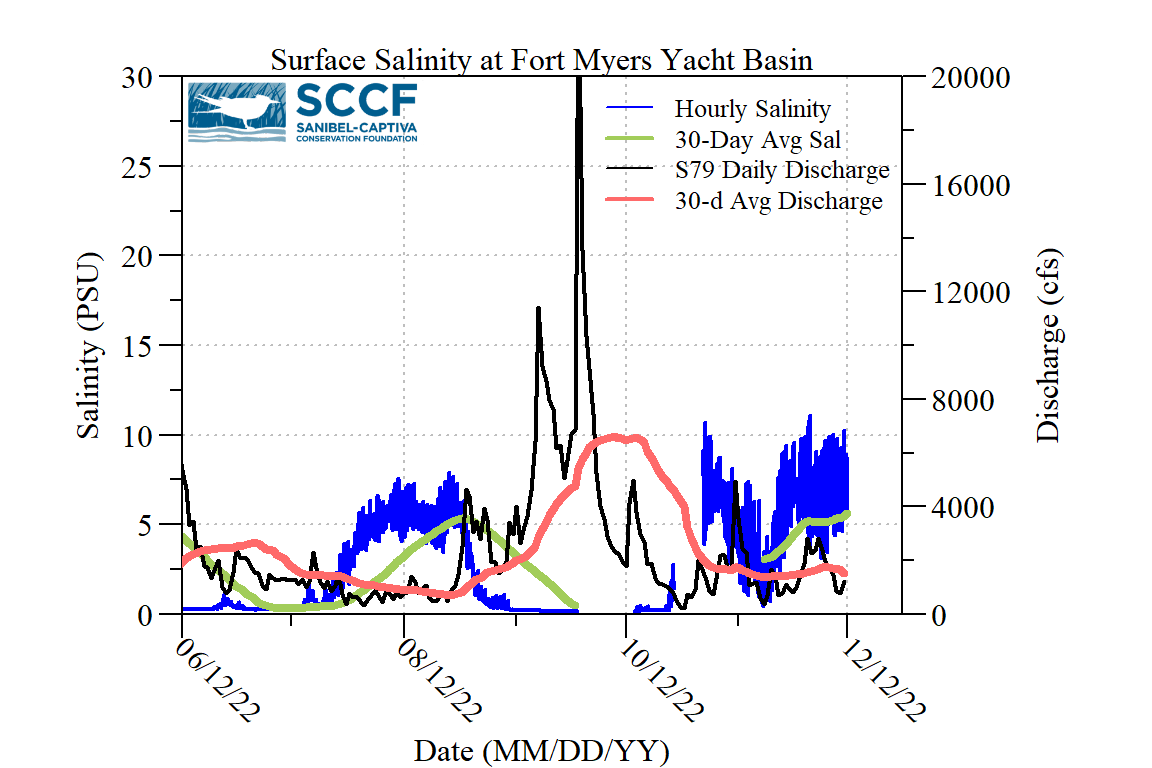 Surface Salinity at Fort Myers Yacht Basin
SCCF
SANIBEL-CAPTIVA
CONSERVATION FOUNDATION
Hourly Salinity
30-Day Avg Sal
S79 Daily Discharge
30-d Avg Discharge
Salinity (PSU)
30
25
20
15
10
5
0
20000
16000
12000
8000
4000
0
Discharge (cfs)
06/12/22
08/12/22
10/12/22
12/12/22
Date (MM/DD/YY)